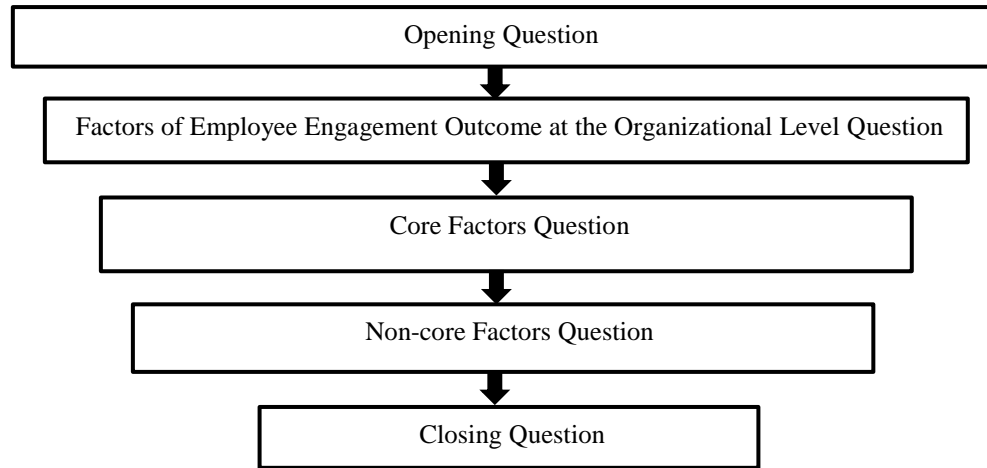 Opening Question
Factors of Employee Engagement Outcome at the Organizational Level Question
Core Factors Question
Non-core Factors Question
Closing Question